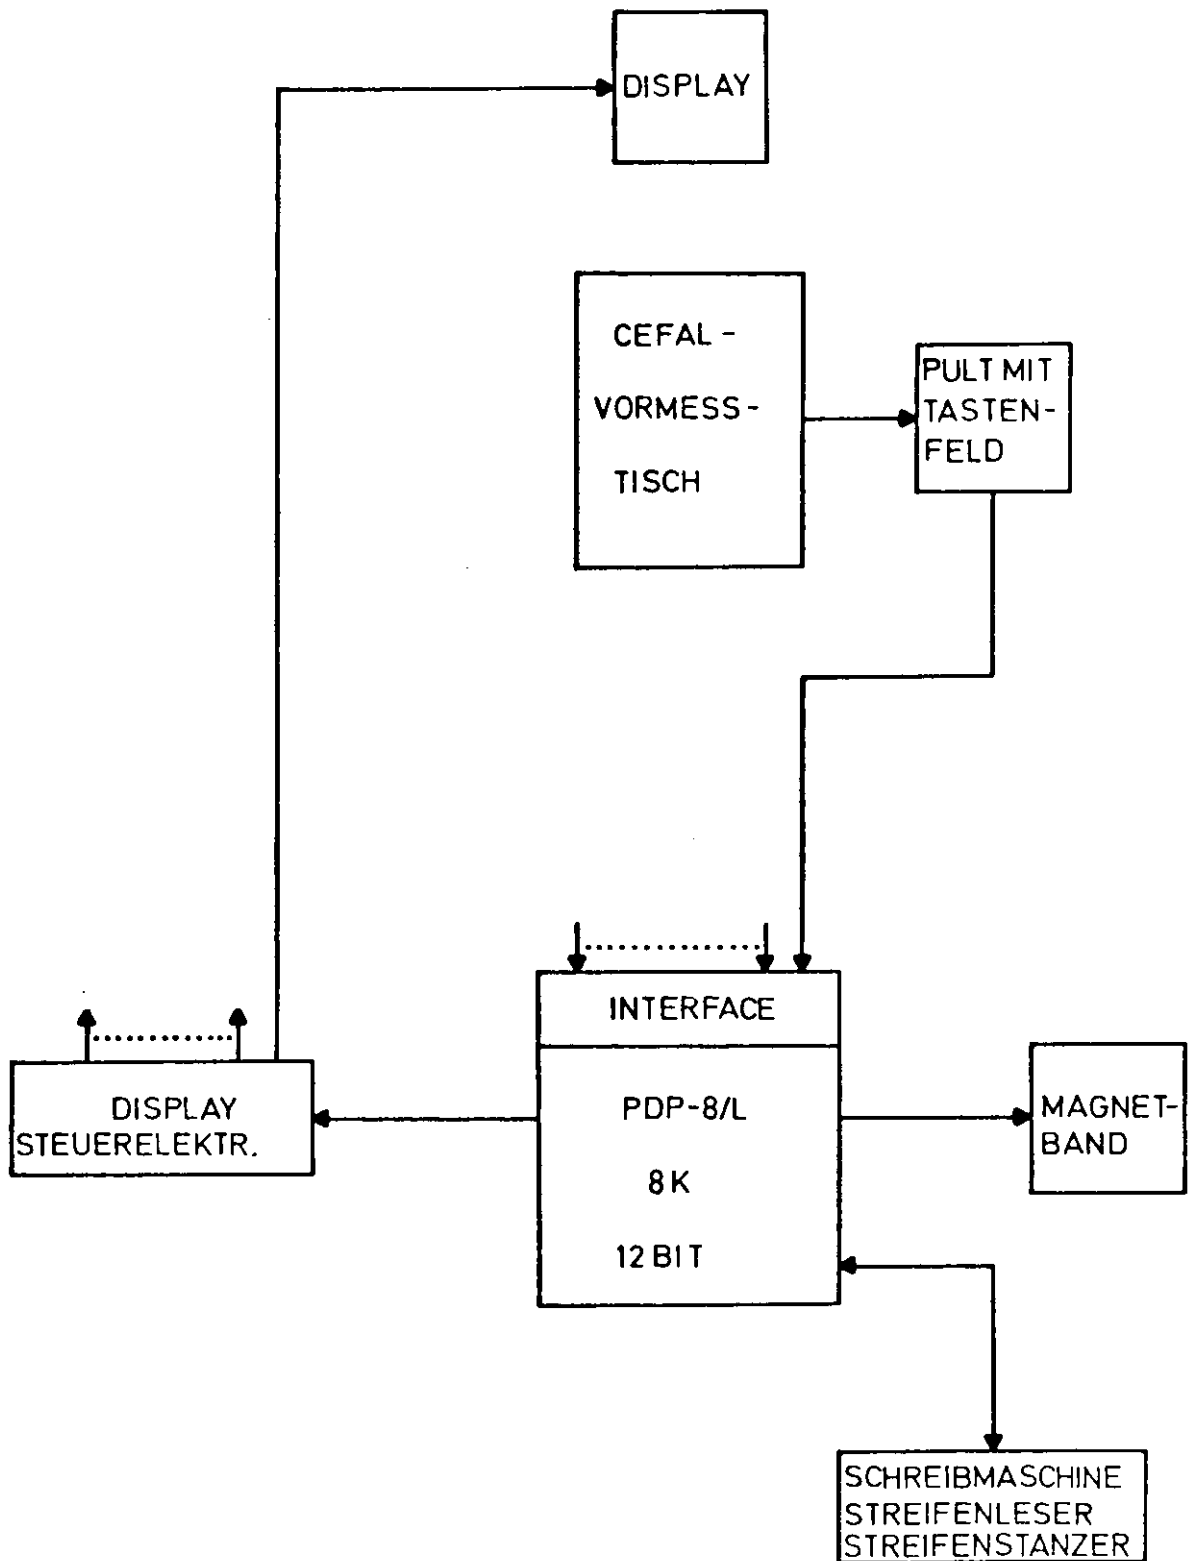 DISPLAY
CEFAL-
VORMESS-
TISCH
PULT MIT
TASTEN-
FELD
INTERFACE
DISPLAY
STEUERELEKTR.
PDP-8/L
8K
12 BIT
MAGNET-
BAND
SCHREIBMASCHINE
STREIFENLESER
STREIFENSTANZER